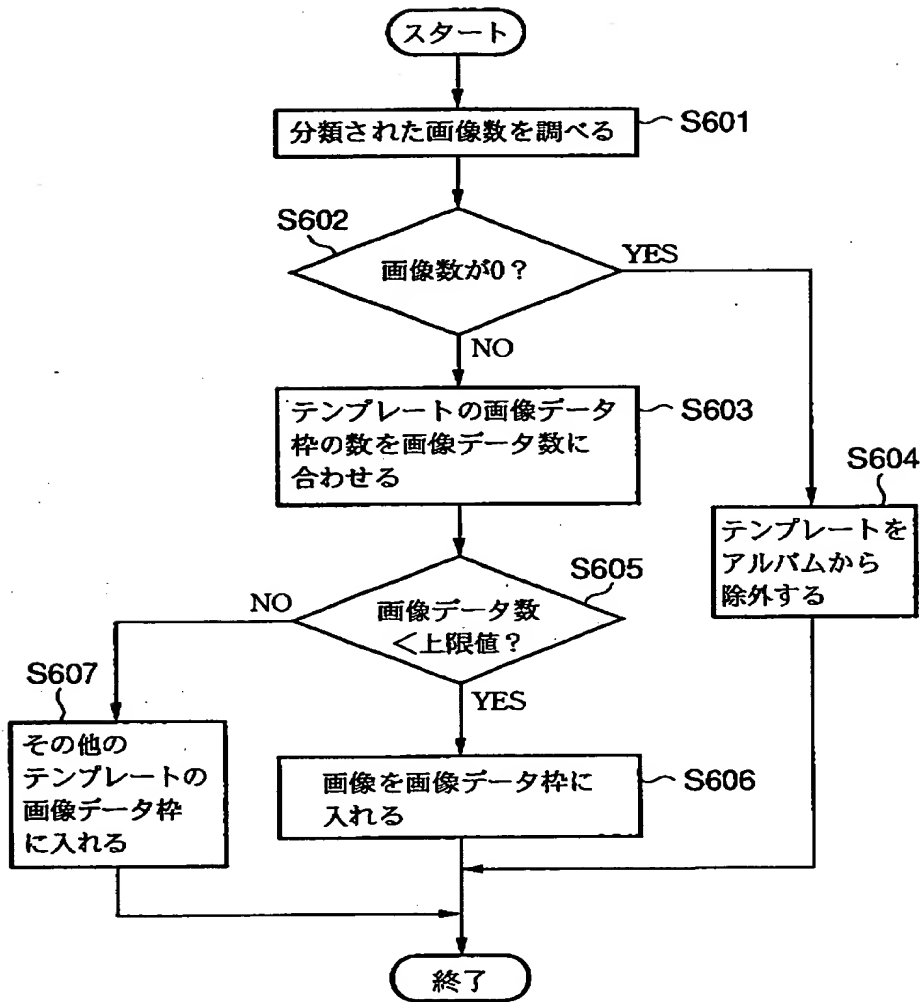 スタート
分類された画像数を調べる
S601
S602
画像数が0?
YES
NO
テンプレートの画像データ
枠の数を画像データ数に
合わせる
S603
S604
テンプレートを
アルバムから
除外する
S605
画像データ数
<上限値?
NO
YES
S607
その他の
テンプレートの
画像データ枠
に入れる
画像を画像データ枠に
入れる
S606
終了